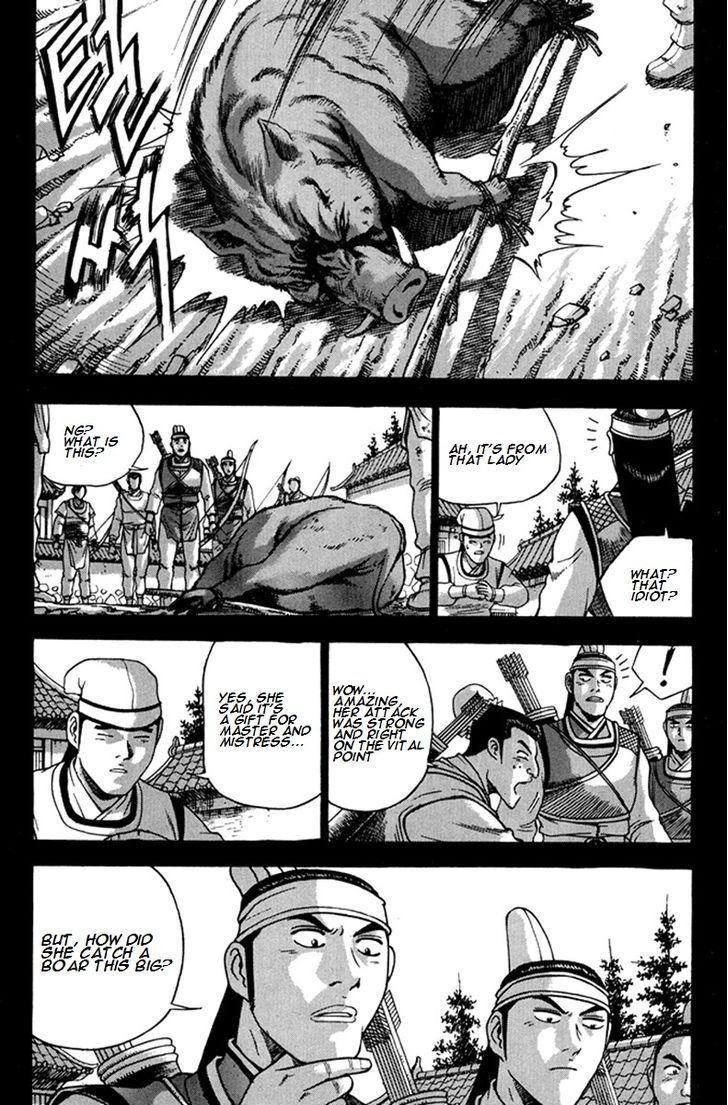 NG?
WHAT IS
THIS?
AH, IT'S FROM
THAT LADY
WHAT?
THAT
IDIOT?
YES, SHE
SAID IT'S
A GIFT FOR
MASTER AND
MISTRESS...
WOW.
AMAZING.
HER ATTACK
WAS STRONG
AND RIGHT
ON THE VITAL
POINT
!
BUT, HOW DID
SHE CATCH A
BOAR THIS BIG?